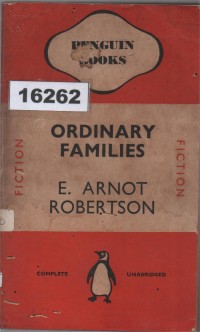 PENGUIN
BOOKS
16262
ORDINARY
FAMILIES
FICTION
FICTION
E. ARNOT
ROBERTSON
COMPLETE UNABRIDGED